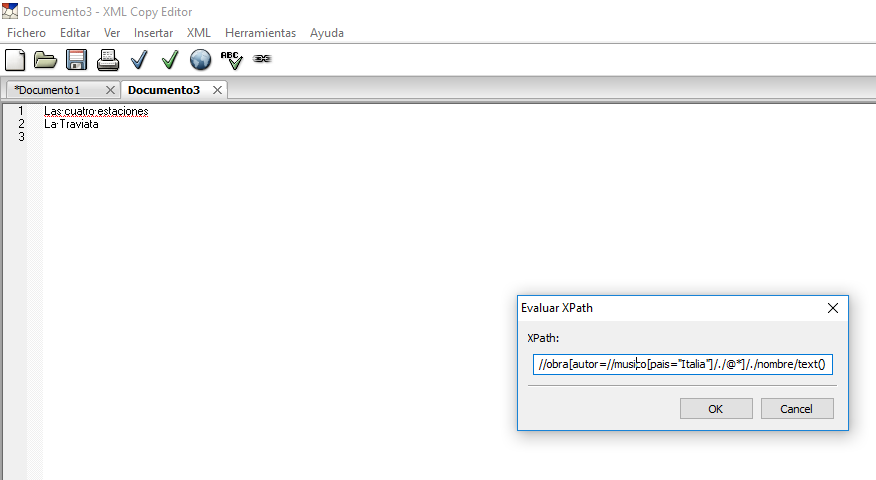 Documento3 - XML Copy Editor
Fichero Editar Ver Insertar XML Herramientas Ayuda
ABC
*Documento1 Documento3
1 Las cuatro estaciones
2 La Traviata
3
Evaluar XPath
XPath:
//obra[autor=//musico[pais="Italia"]/./@*]/./nombre/text()
OK Cancel